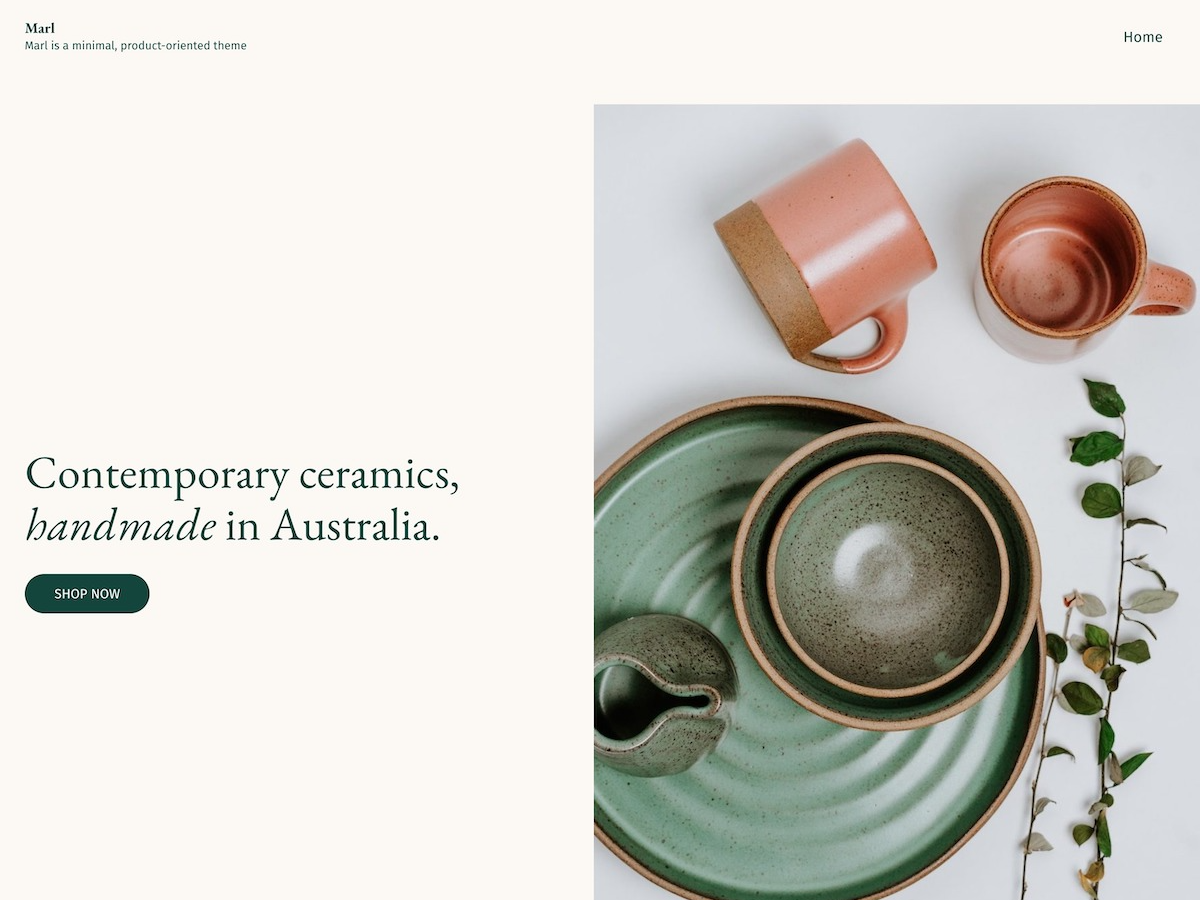 Marl
Marl is a minimal, product-oriented theme
Home
Contemporary ceramics,
handmade in Australia.
SHOP NOW